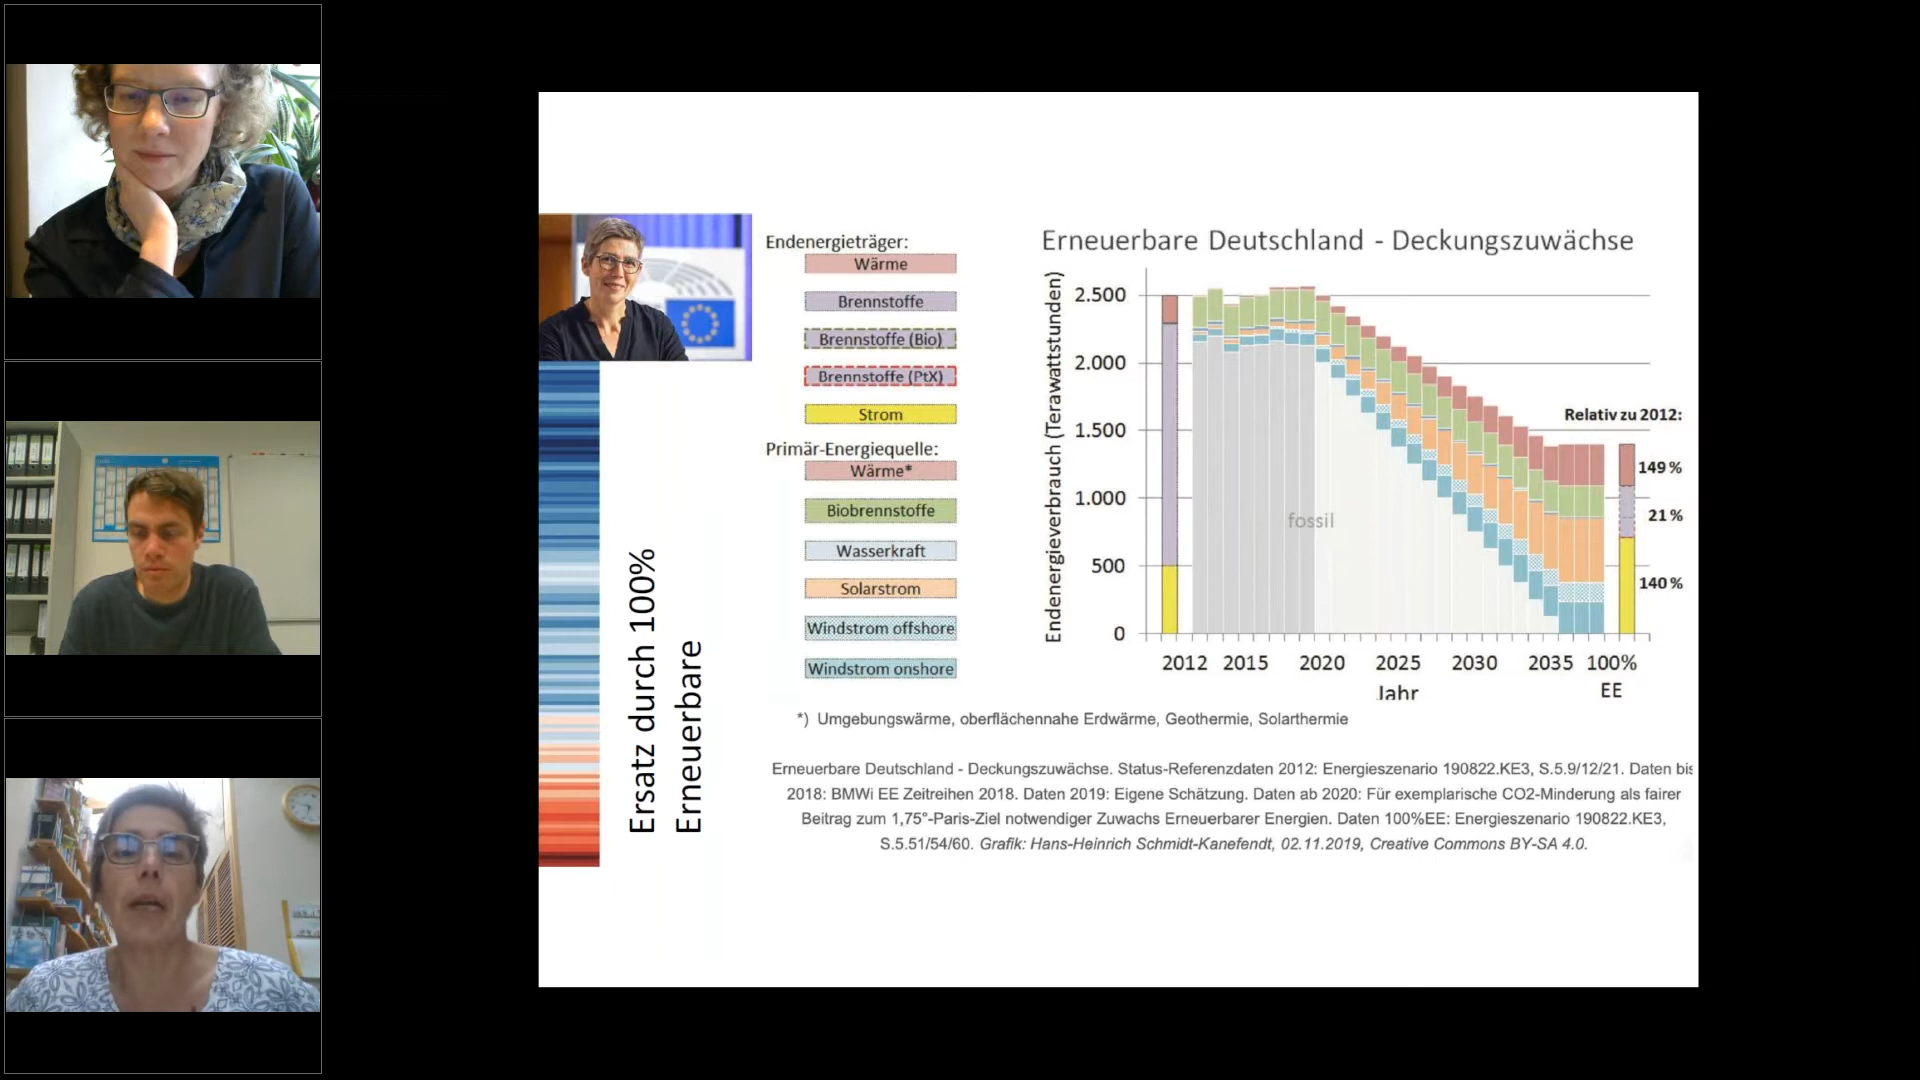 Ersatz durch 100%
Erneuerbare
Endenergieträger:
Wärme
Brennstoffe
Brennstoffe (Bio)
Brennstoffe (PtX)
Strom
Primär-Energiequelle:
Wärme*
Biobrennstoffe
Wasserkraft
Solarstrom
Windstrom offshore
Windstrom onshore
Erneuerbare Deutschland - Deckungszuwächse
Endenergieverbrauch (Terawattstunden)
2.500
2.000
1.500
1.000
500
0
fossil
Relativ zu 2012:
149 %
21 %
140 %
2012 2015 2020 2025 2030 2035 100%
EE
Jahr
*) Umgebungswärme, oberflächennahe Erdwärme, Geothermie, Solarthermie
Erneuerbare Deutschland - Deckungszuwächse. Status-Referenzdaten 2012: Energieszenario 190822.KE3, S.5.9/12/21. Daten bis
2018: BMWi EE Zeitreihen 2018. Daten 2019: Eigene Schätzung. Daten ab 2020: Für exemplarische CO2-Minderung als fairer
Beitrag zum 1,75°-Paris-Ziel notwendiger Zuwachs Erneuerbarer Energien. Daten 100%EE: Energieszenario 190822.KE3,
S.5.51/54/60. Grafik: Hans-Heinrich Schmidt-Kanefendt, 02.11.2019, Creative Commons BY-SA 4.0.